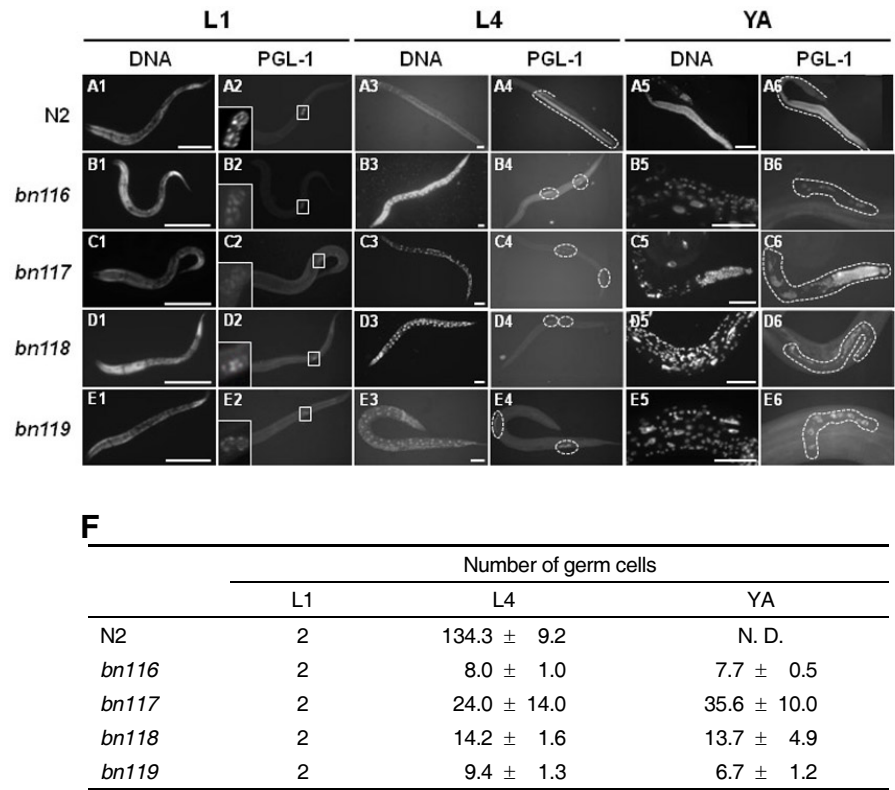 L1 L4 YA
DNA PGL-1 DNA PGL-1 DNA PGL-1
N2 A1 A2 A3 A4 A5 A6
bn116 B1 B2 B3 B4 B5 B6
bn117 C1 C2 C3 C4 C5 C6
bn118 D1 D2 D3 D4 D5 D6
bn119 E1 E2 E3 E4 E5 E6
F
Number of germ cells
L1 L4 YA
N2 2 134.3 ± 9.2 N. D.
bn116 2 8.0 ± 1.0 7.7 ± 0.5
bn117 2 24.0 ± 14.0 35.6 ± 10.0
bn118 2 14.2 ± 1.6 13.7 ± 4.9
bn119 2 9.4 ± 1.3 6.7 ± 1.2